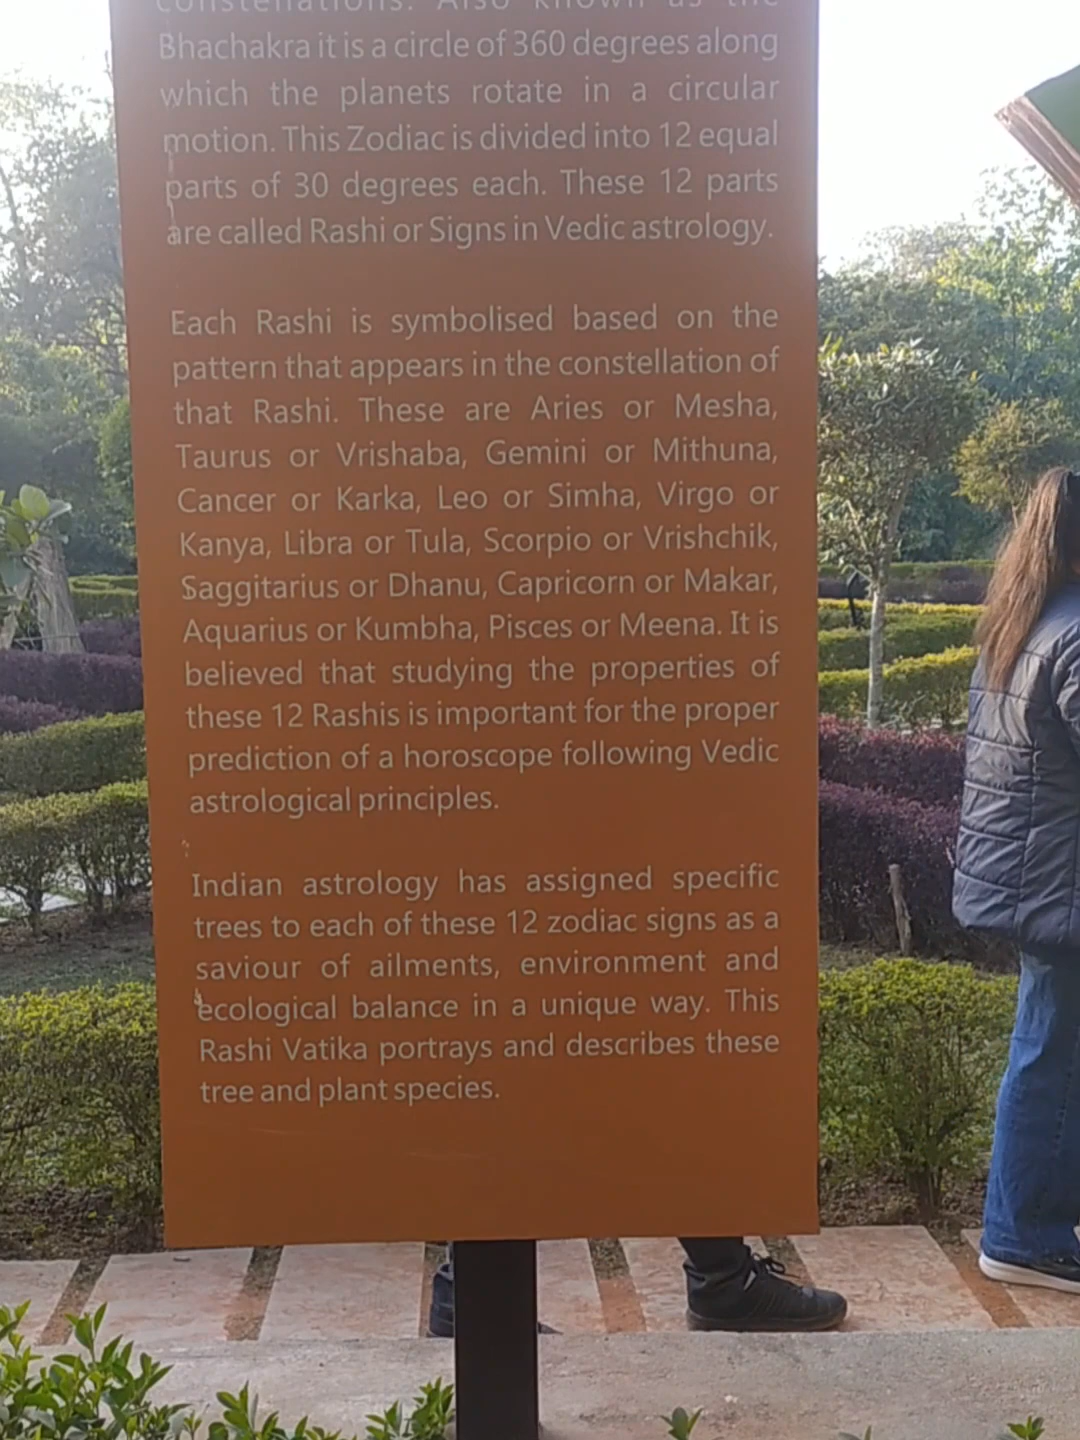 constellations. Also known as the
Bhachakra it is a circle of 360 degrees along
which the planets rotate in a circular
motion. This Zodiac is divided into 12 equal
parts of 30 degrees each. These 12 parts
are called Rashi or Signs in Vedic astrology.
Each Rashi is symbolised based on the
pattern that appears in the constellation of
that Rashi. These are Aries or Mesha,
Taurus or Vrishaba, Gemini or Mithuna,
Cancer or Karka, Leo or Simha, Virgo or
Kanya, Libra or Tula, Scorpio or Vrishchik,
Saggitarius or Dhanu, Capricorn or Makar,
Aquarius or Kumbha, Pisces or Meena. It is
believed that studying the properties of
these 12 Rashis is important for the proper
prediction of a horoscope following Vedic
astrological principles.
Indian astrology has assigned specific
trees to each of these 12 zodiac signs as a
saviour of ailments, environment and
ecological balance in a unique way. This
Rashi Vatika portrays and describes these
tree and plant species.